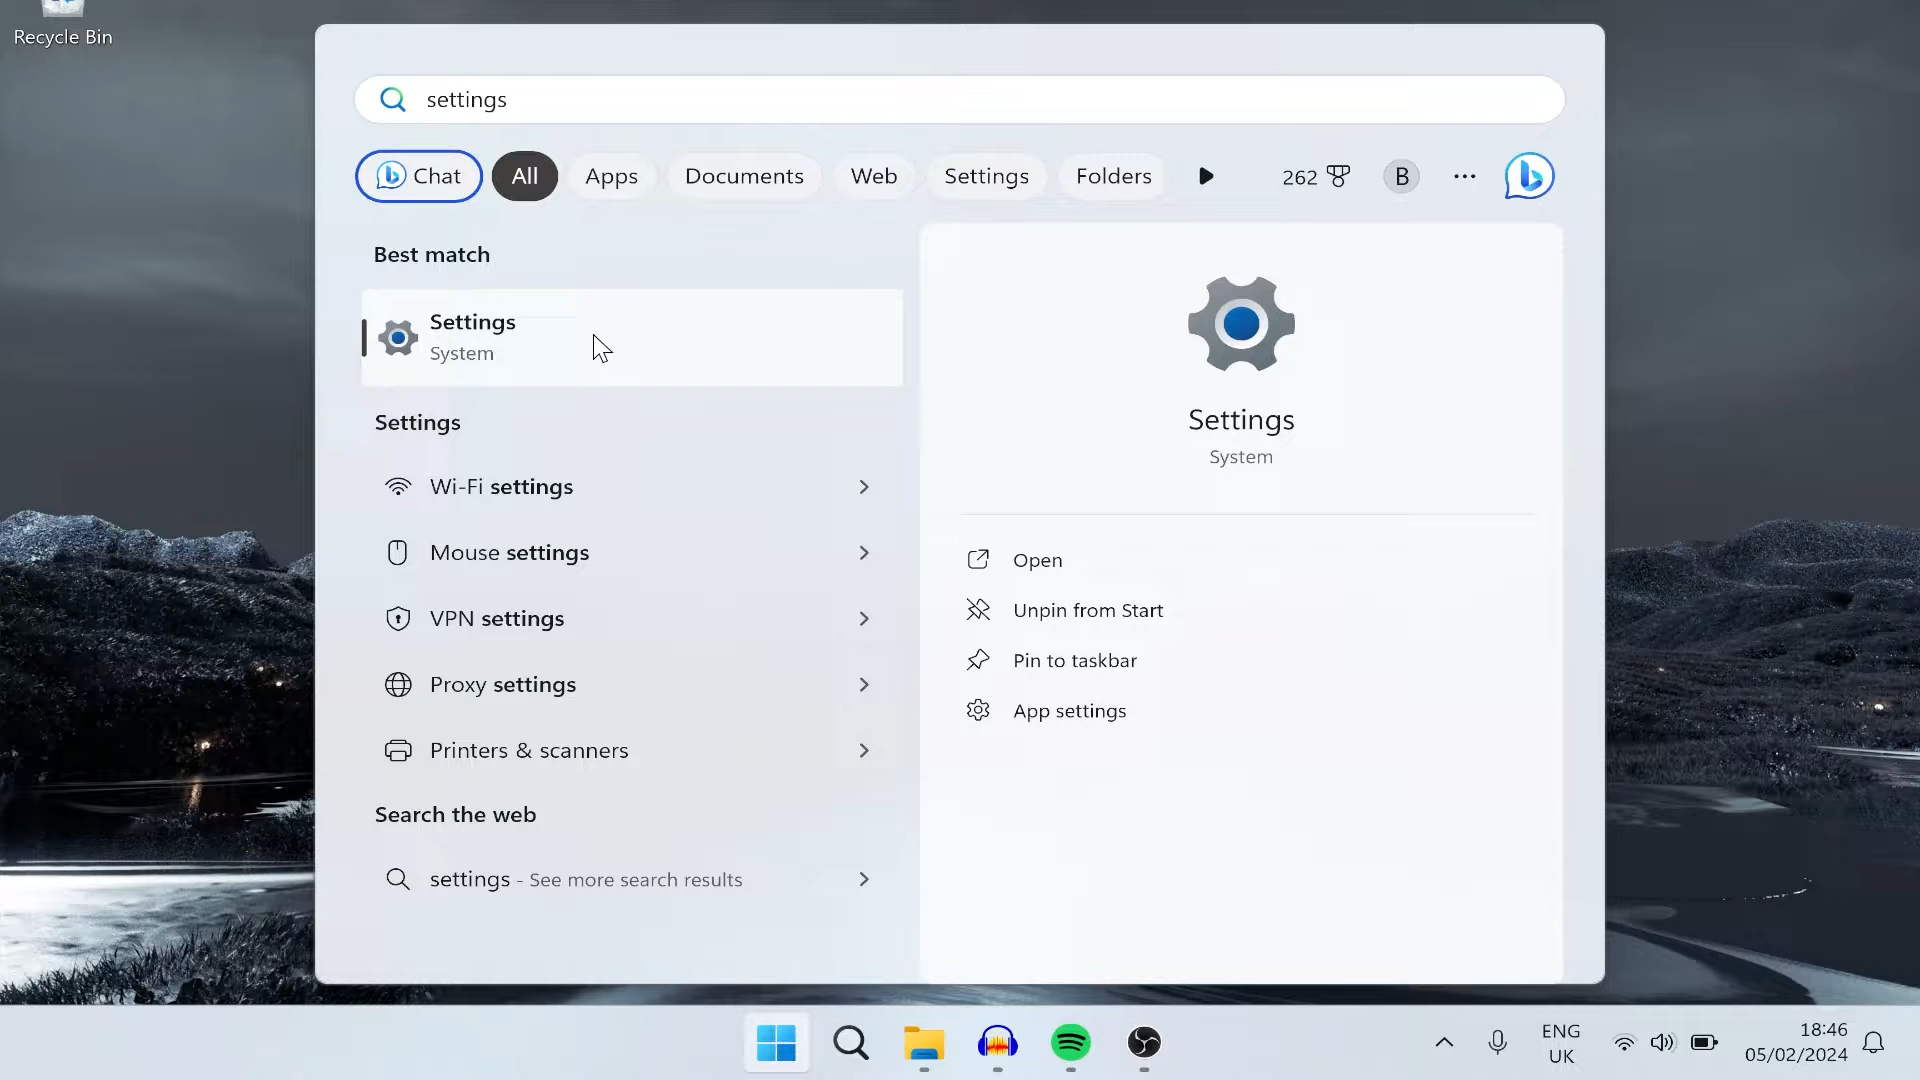 Recycle Bin
settings
Chat
All
Apps
Documents
Web
Settings
Folders
262
B
Best match
Settings
System
Settings
Wi-Fi settings
Mouse settings
VPN settings
Proxy settings
Printers & scanners
Search the web
settings - See more search results
Settings
System
Open
Unpin from Start
Pin to taskbar
App settings
ENG
UK
18:46
05/02/2024